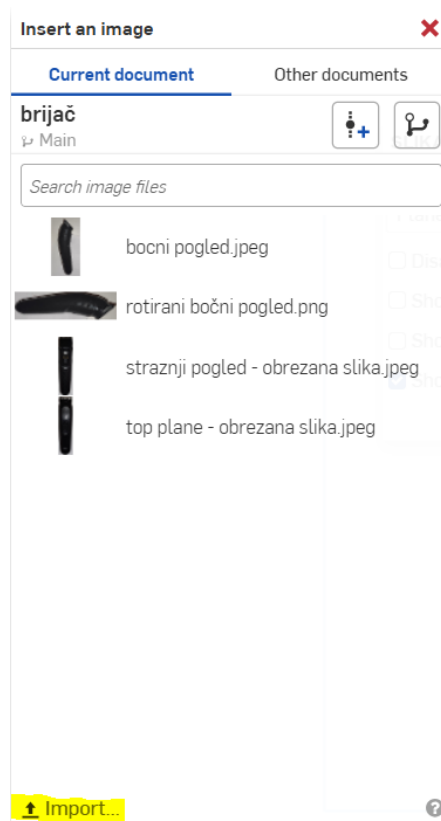 Insert an image
Current document Other documents
brijač
Main
Search image files
bocni pogled.jpeg
rotirani bočni pogled.png
straznji pogled - obrezana slika.jpeg
top plane - obrezana slika.jpeg
Import...